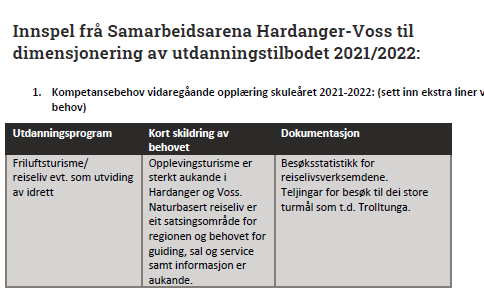 Innspel frå Samarbeidsarena Hardanger-Voss til
dimensjonering av utdanningstilbodet 2021/2022:
1. Kompetansebehov vidaregåande opplæring skuleåret 2021-2022: (sett inn ekstra liner v
behov)
Utdanningsprogram
Kort skildring av
behovet
Dokumentasjon
Friluftsturisme/
reiseliv evt. som utviding
av idrett
Opplevingsturisme er
sterkt aukande i
Hardanger og Voss.
Naturbasert reiseliv er
eit satsingsområde for
regionen og behovet for
guiding, sal og service
samt informasjon er
aukande.
Besøksstatistikk for
reiselivsverksemdene.
Teljingar for besøk til dei store
turmål som t.d. Trolltunga.